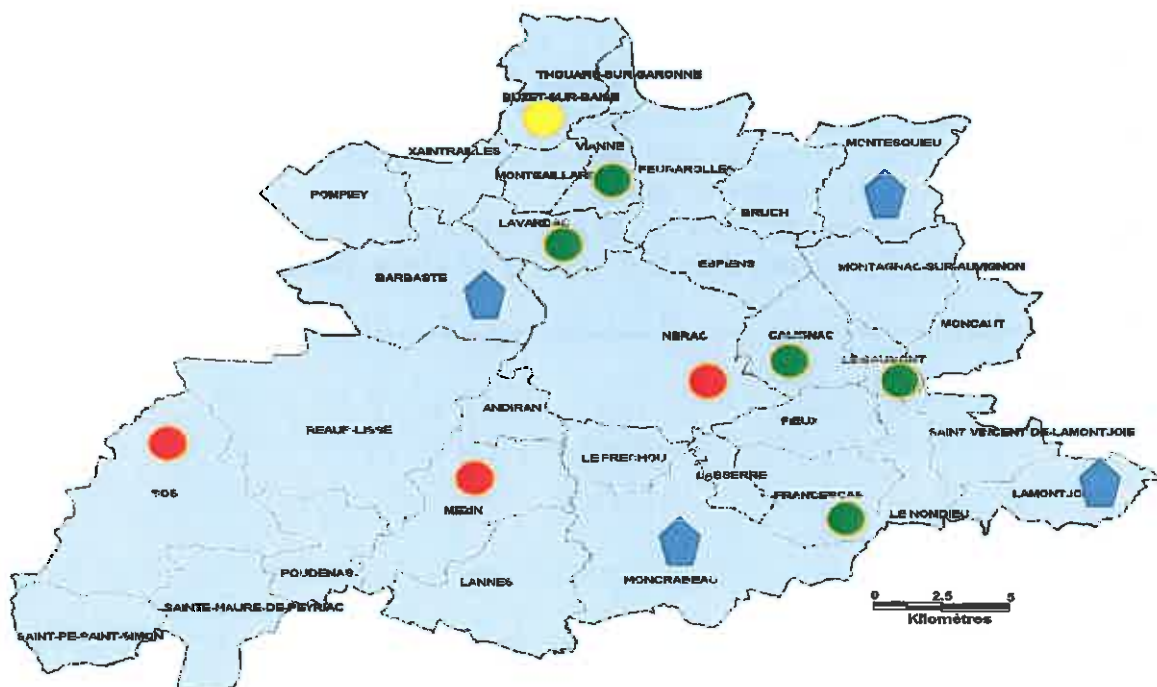 THOUARS-SUR-GARONNE
BUZET-SUR-BAISE
VIANNE
XAINTRAILLES
MONTGAILLARD
FEUGAROLLES
MONTESQUIEU
POMPIEY
BRUCH
LAVARDAC
ESPIENS
BARBASTE
MONTAGNAC-SUR-AUVIGNON
MONCAUT
NERAC
CALIGNAC
LE SAUMONT
ANDIRAN
REAUP-LISSE
FIEUX
SAINT VINCENT-DE-LAMONTJOIE
LE FRECHOU
LASSERRE
FRANCESCAS
LAMONTJOIE
SOS
MEZIN
LE NOMDIEU
POUDENAS
LANNES
MONCRABEAU
SAINTE-MAURE-DE-PEYRIAC
SAINT-PE-SAINT-SIMON
0 2.5 5
Kilomètres